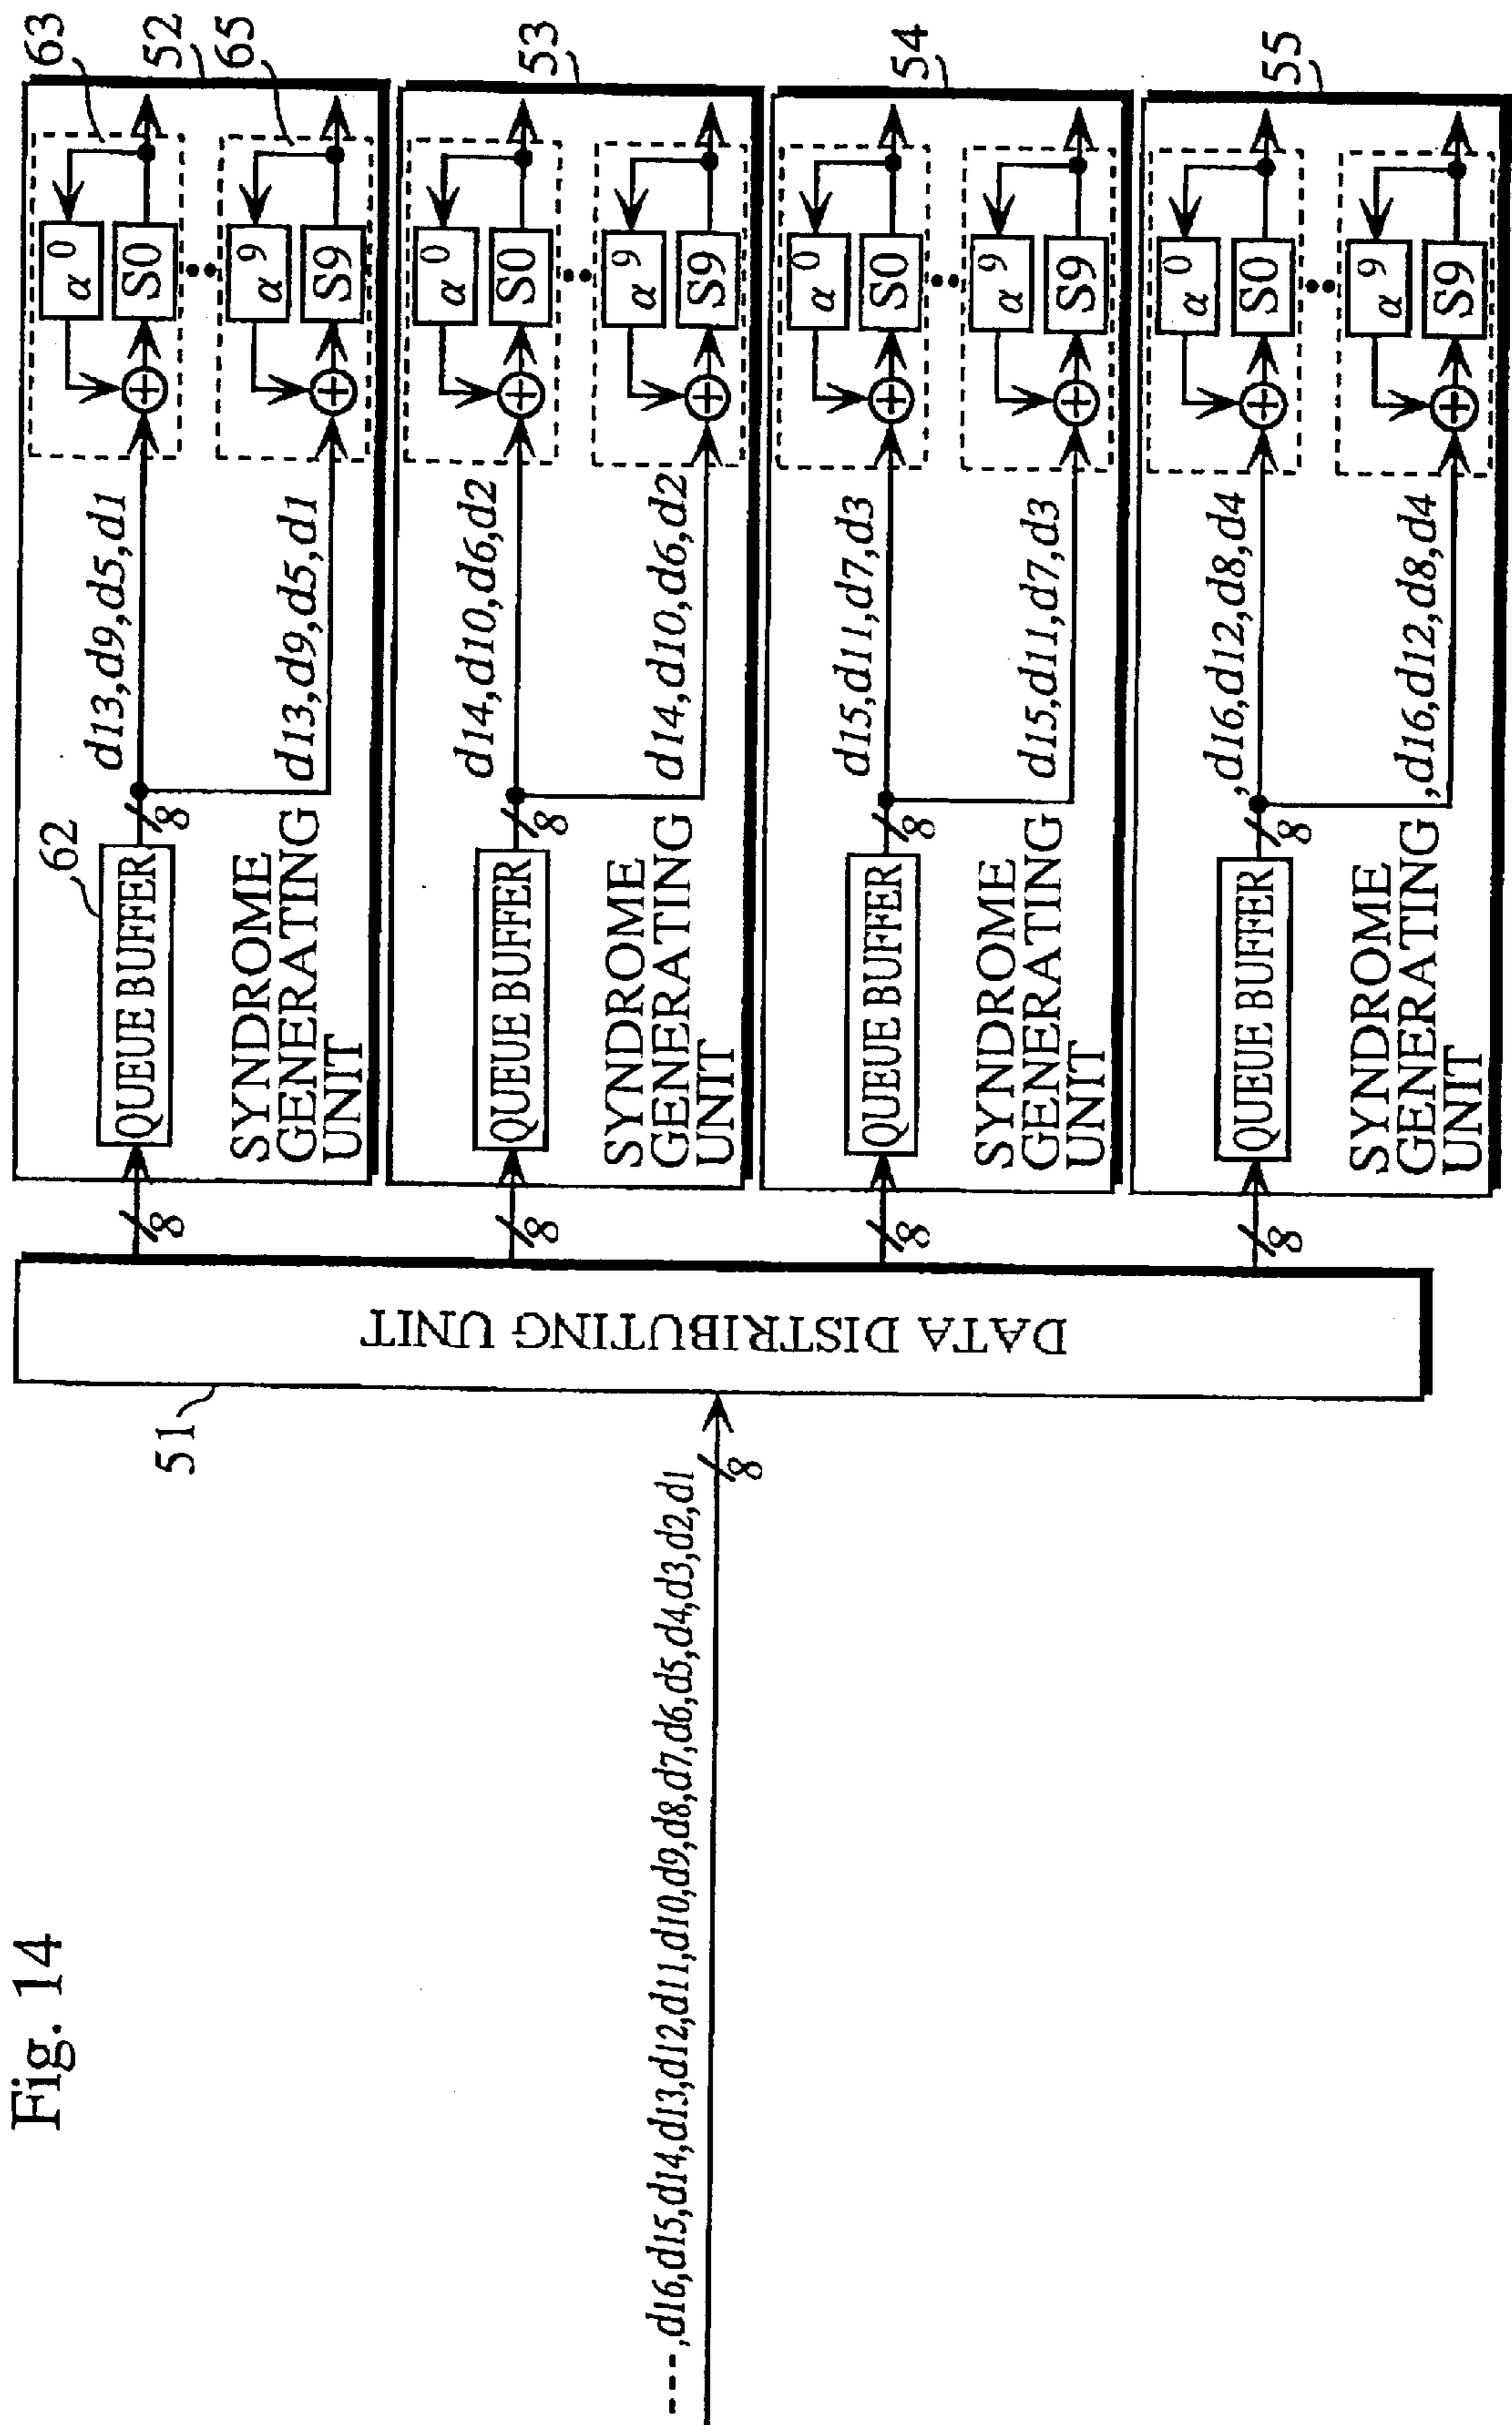 Fig. 14
---,d16,d15,d14,d13,d12,d11,d10,d9,d8,d7,d6,d5,d4,d3,d2,d1
8
51
DATA DISTRIBUTING UNIT
8
8
8
8
62
QUEUE BUFFER
8
d13,d9,d5,d1
d13,d9,d5,d1
SYNDROME
GENERATING
UNIT
α0
S0
α9
S9
63
52
65
QUEUE BUFFER
8
d14,d10,d6,d2
d14,d10,d6,d2
SYNDROME
GENERATING
UNIT
α0
S0
α9
S9
53
QUEUE BUFFER
8
d15,d11,d7,d3
d15,d11,d7,d3
SYNDROME
GENERATING
UNIT
α0
S0
α9
S9
54
QUEUE BUFFER
8
,d16,d12,d8,d4
,d16,d12,d8,d4
SYNDROME
GENERATING
UNIT
α0
S0
α9
S9
55